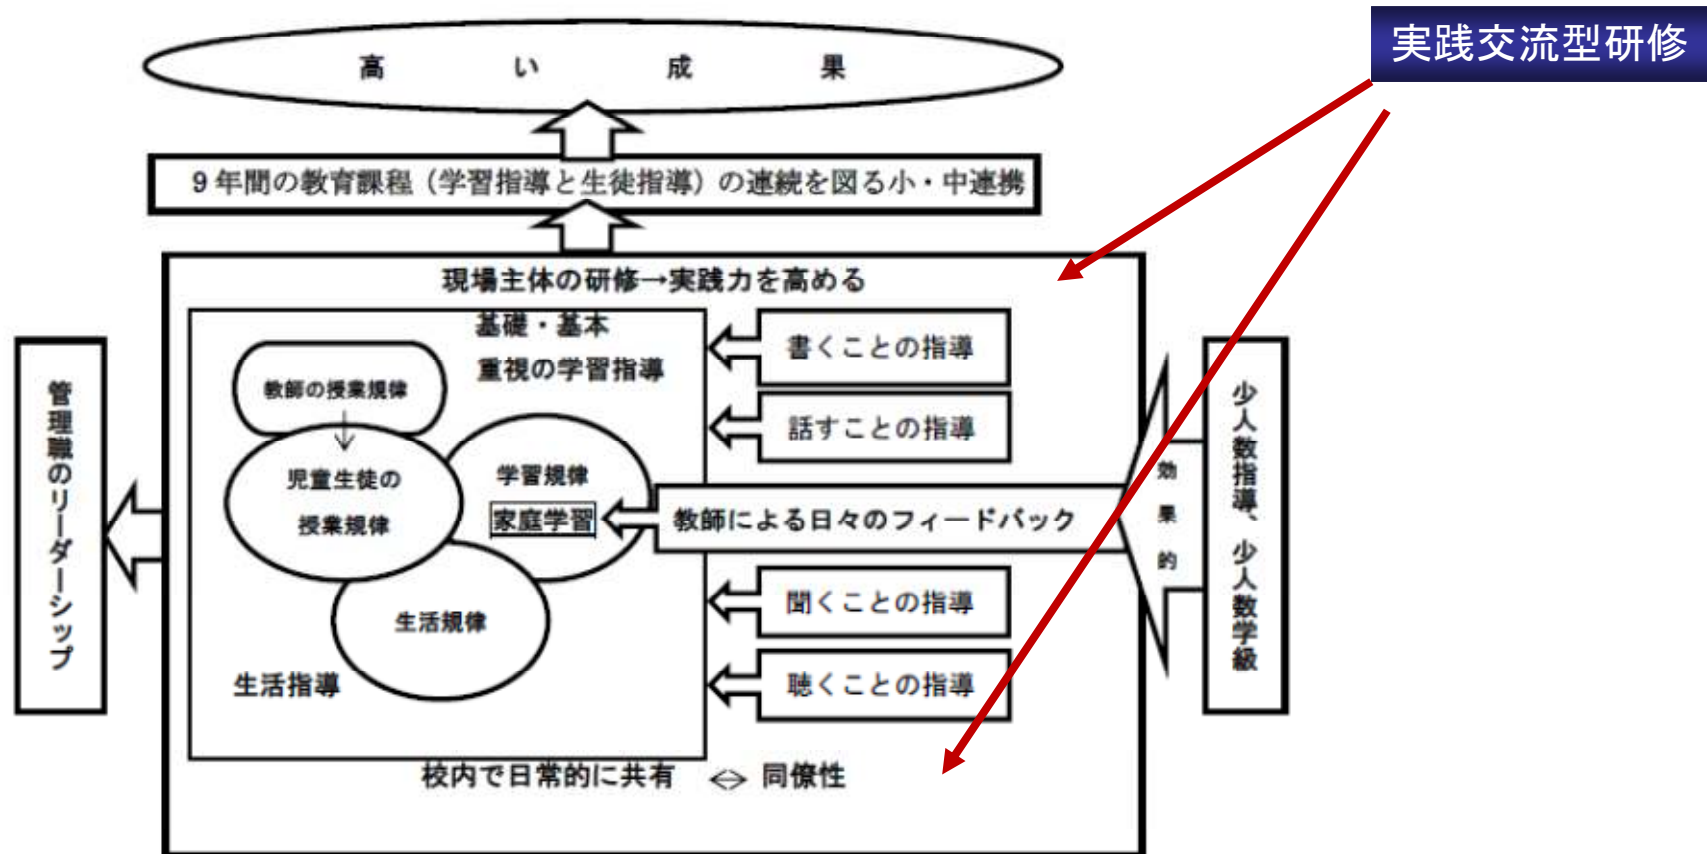 実践交流型研修
高い成果
9年間の教育課程（学習指導と生徒指導）の連続を図る小・中連携
現場主体の研修→実践力を高める
基礎・基本
重視の学習指導
教師の授業規律
児童生徒の
授業規律
学習規律
家庭学習
生活規律
生活指導
書くことの指導
話すことの指導
教師による日々のフィードバック
聞くことの指導
聴くことの指導
校内で日常的に共有 ⇔ 同僚性
管理職のリーダーシップ
効果的
少人数指導、少人数学級